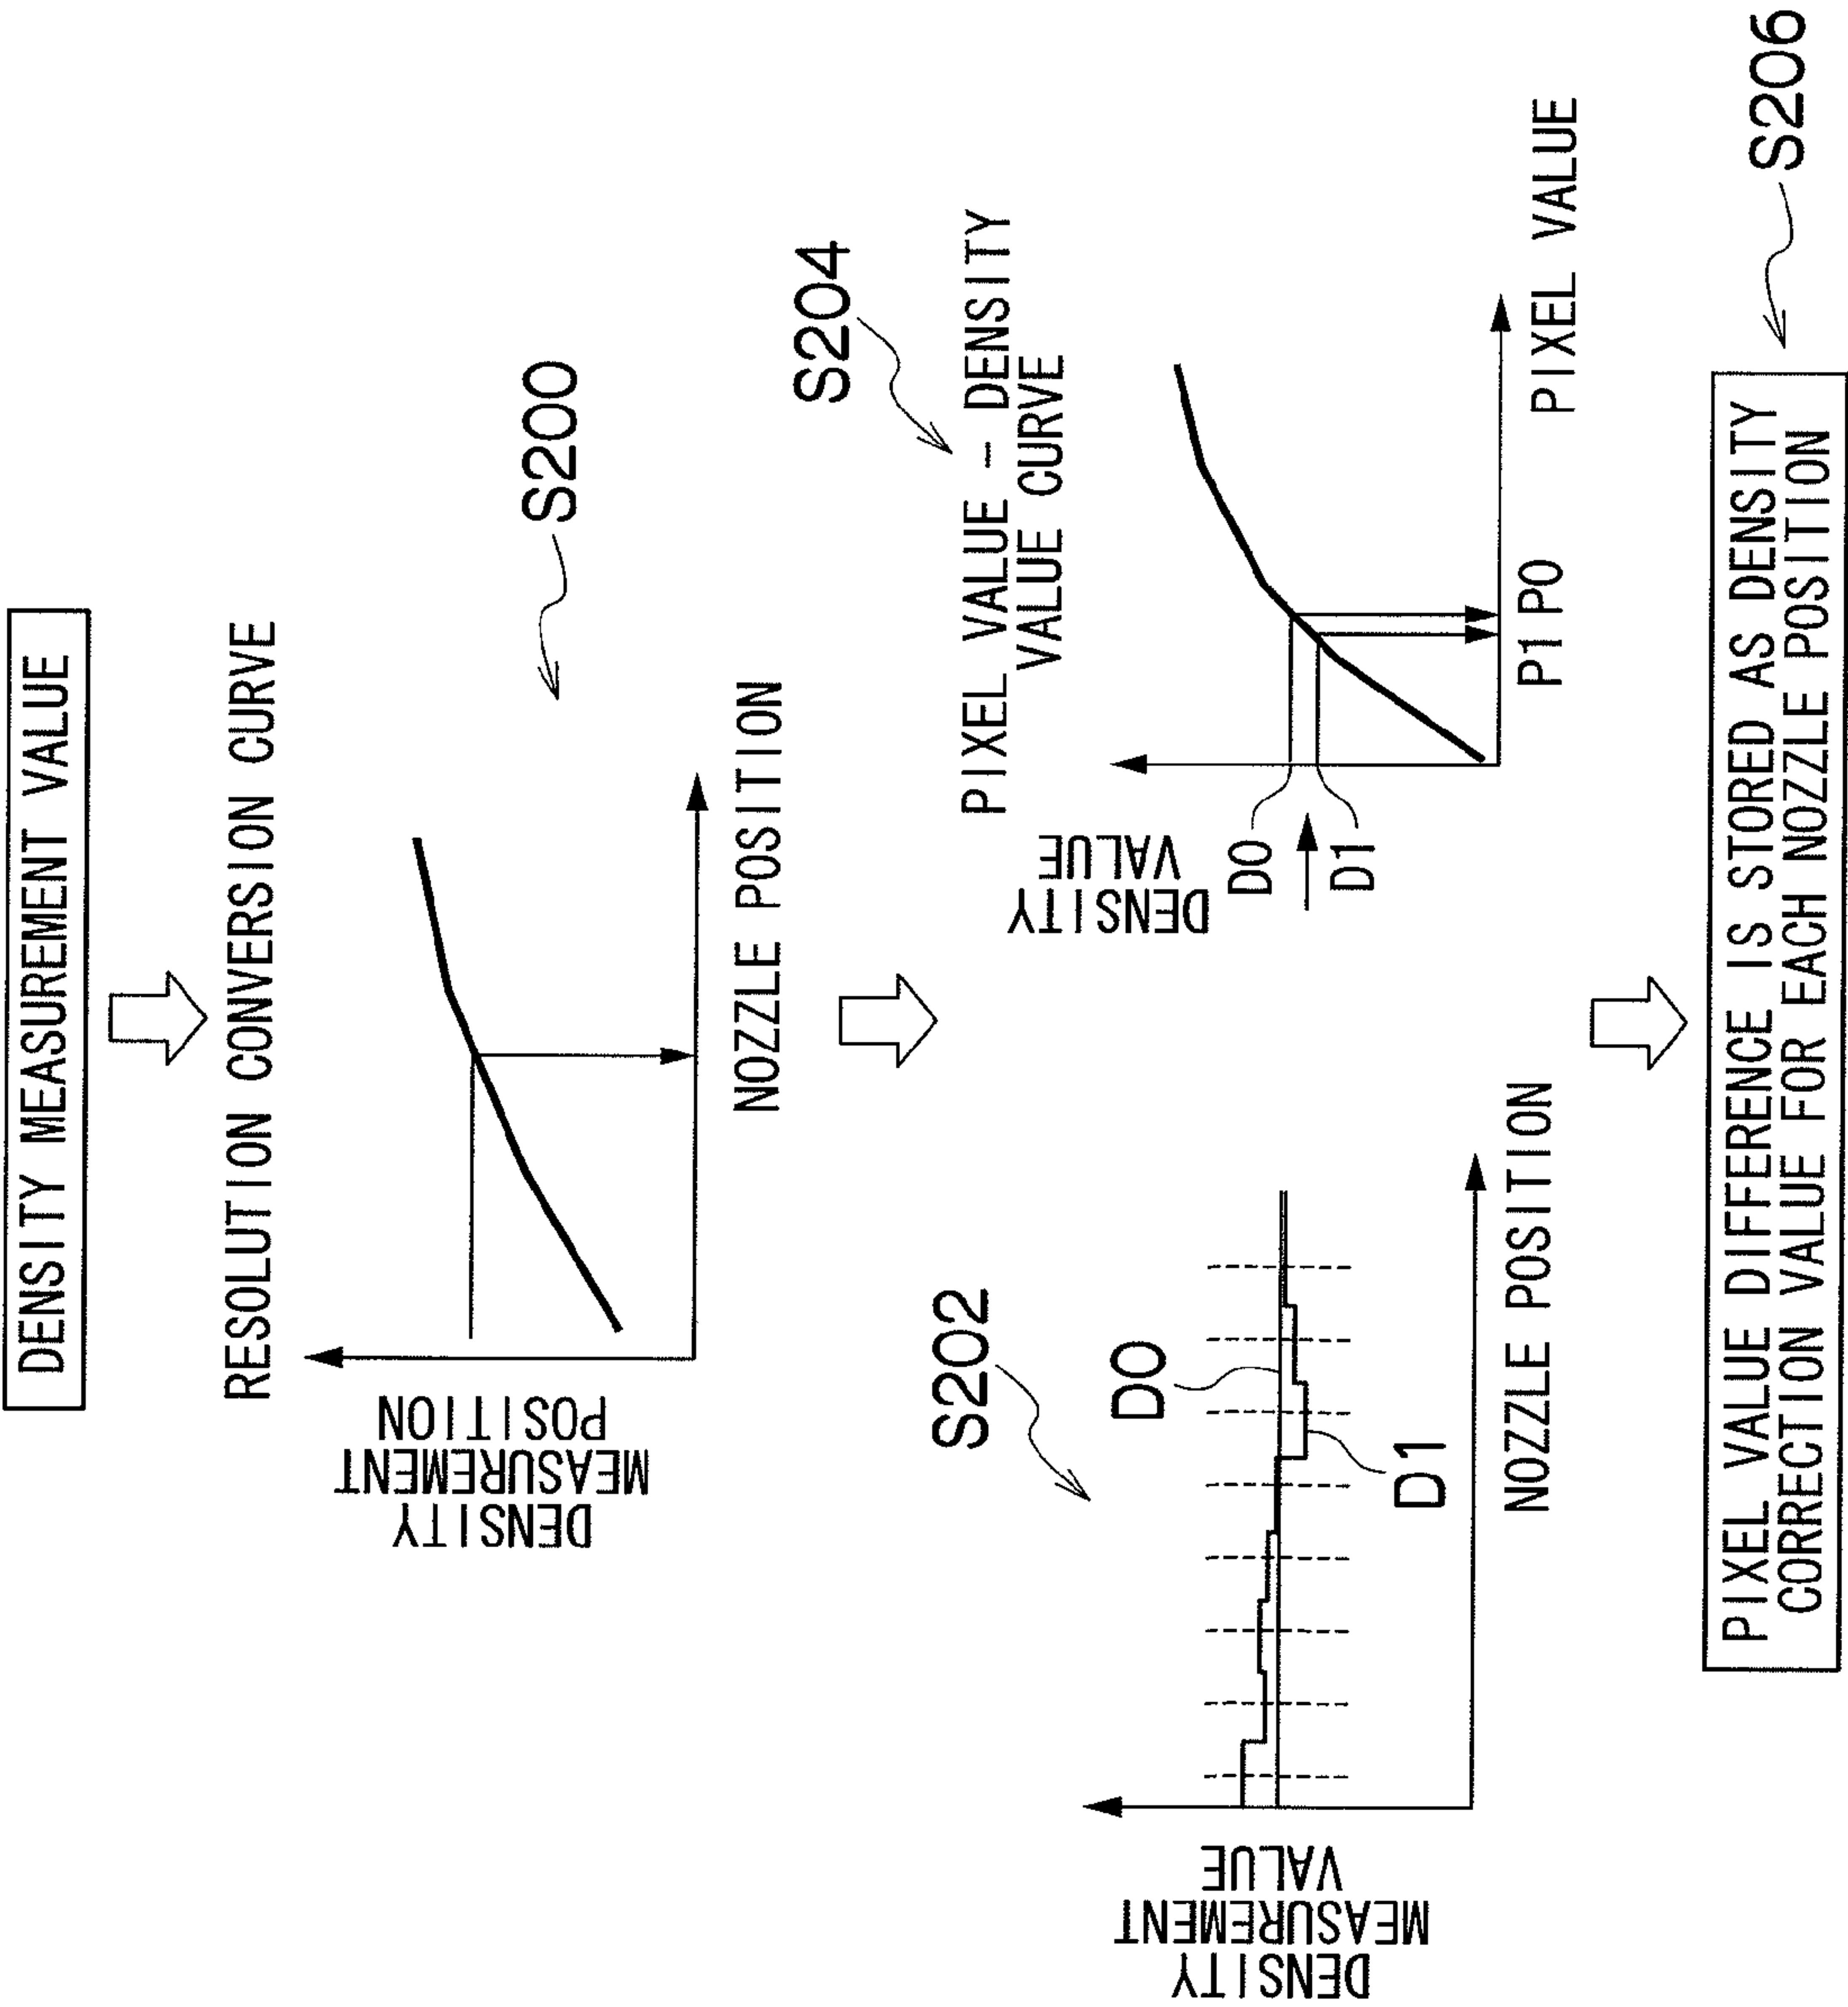 DENSITY MEASUREMENT VALUE
RESOLUTION CONVERSION CURVE
S200
DENSITY
MEASUREMENT
POSITION
NOZZLE POSITION
S202
DENSITY
MEASUREMENT
VALUE
D0
D1
NOZZLE POSITION
S204
PIXEL VALUE - DENSITY
VALUE CURVE
DENSITY
VALUE
D0
D1
P1 P0
PIXEL VALUE
S206
PIXEL VALUE DIFFERENCE IS STORED AS DENSITY
CORRECTION VALUE FOR EACH NOZZLE POSITION